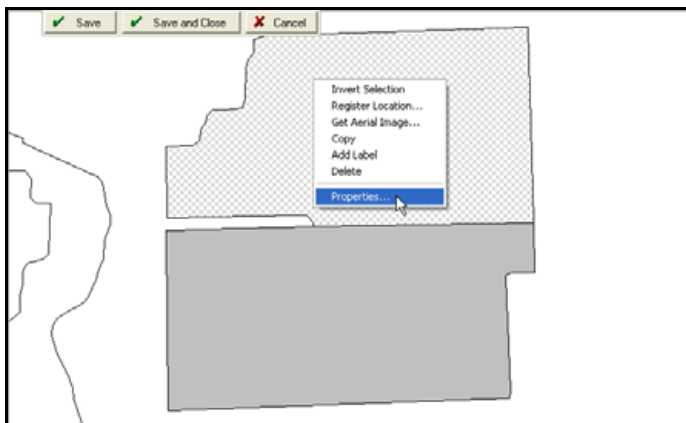 Save Save and Close Cancel
Invert Selection
Register Location...
Get Aerial Image...
Copy
Add Label
Delete
Properties...